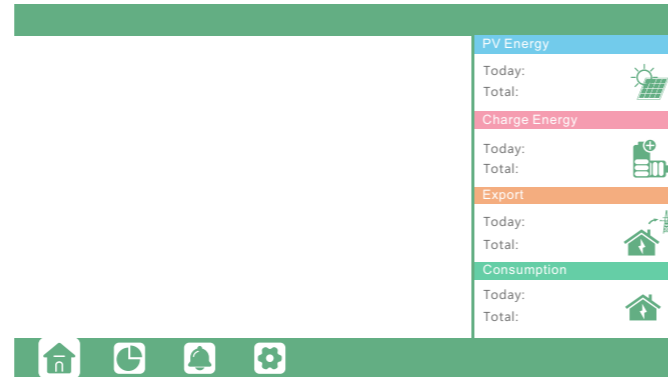 PV Energy
Today:
Total:
Charge Energy
Today:
Total:
Export
Today:
Total:
Consumption
Today:
Total: